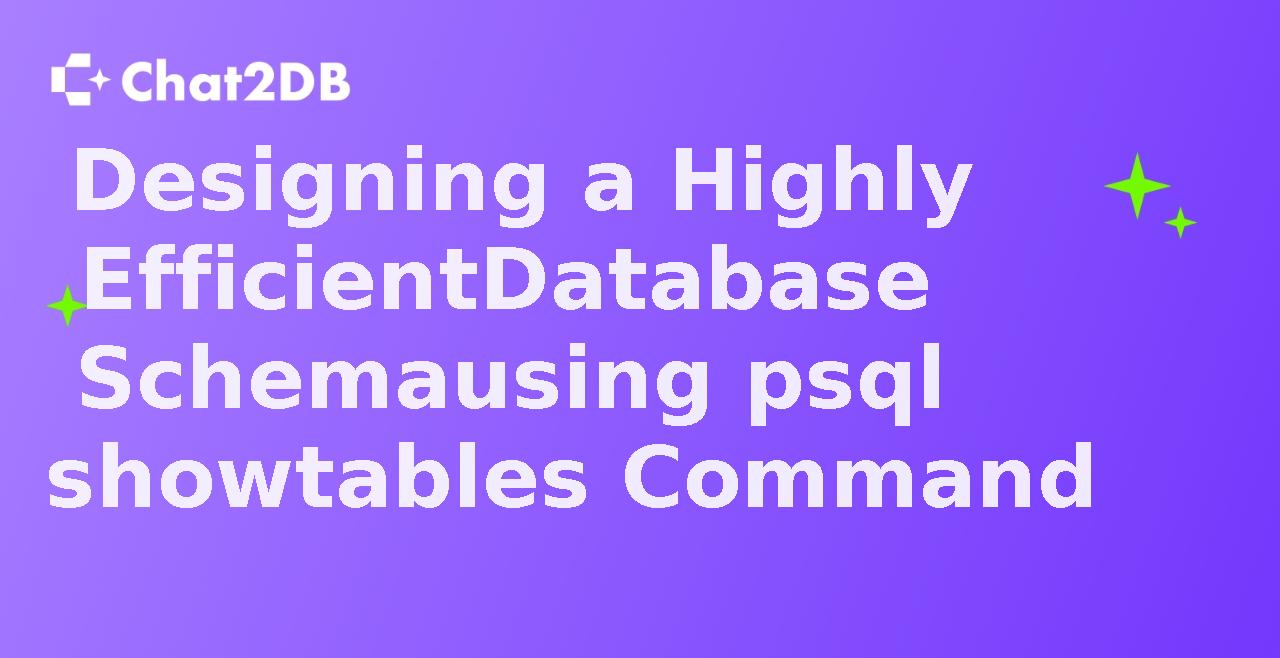 Chat2DB
Designing a Highly
EfficientDatabase
Schemausing psql
showtables Command